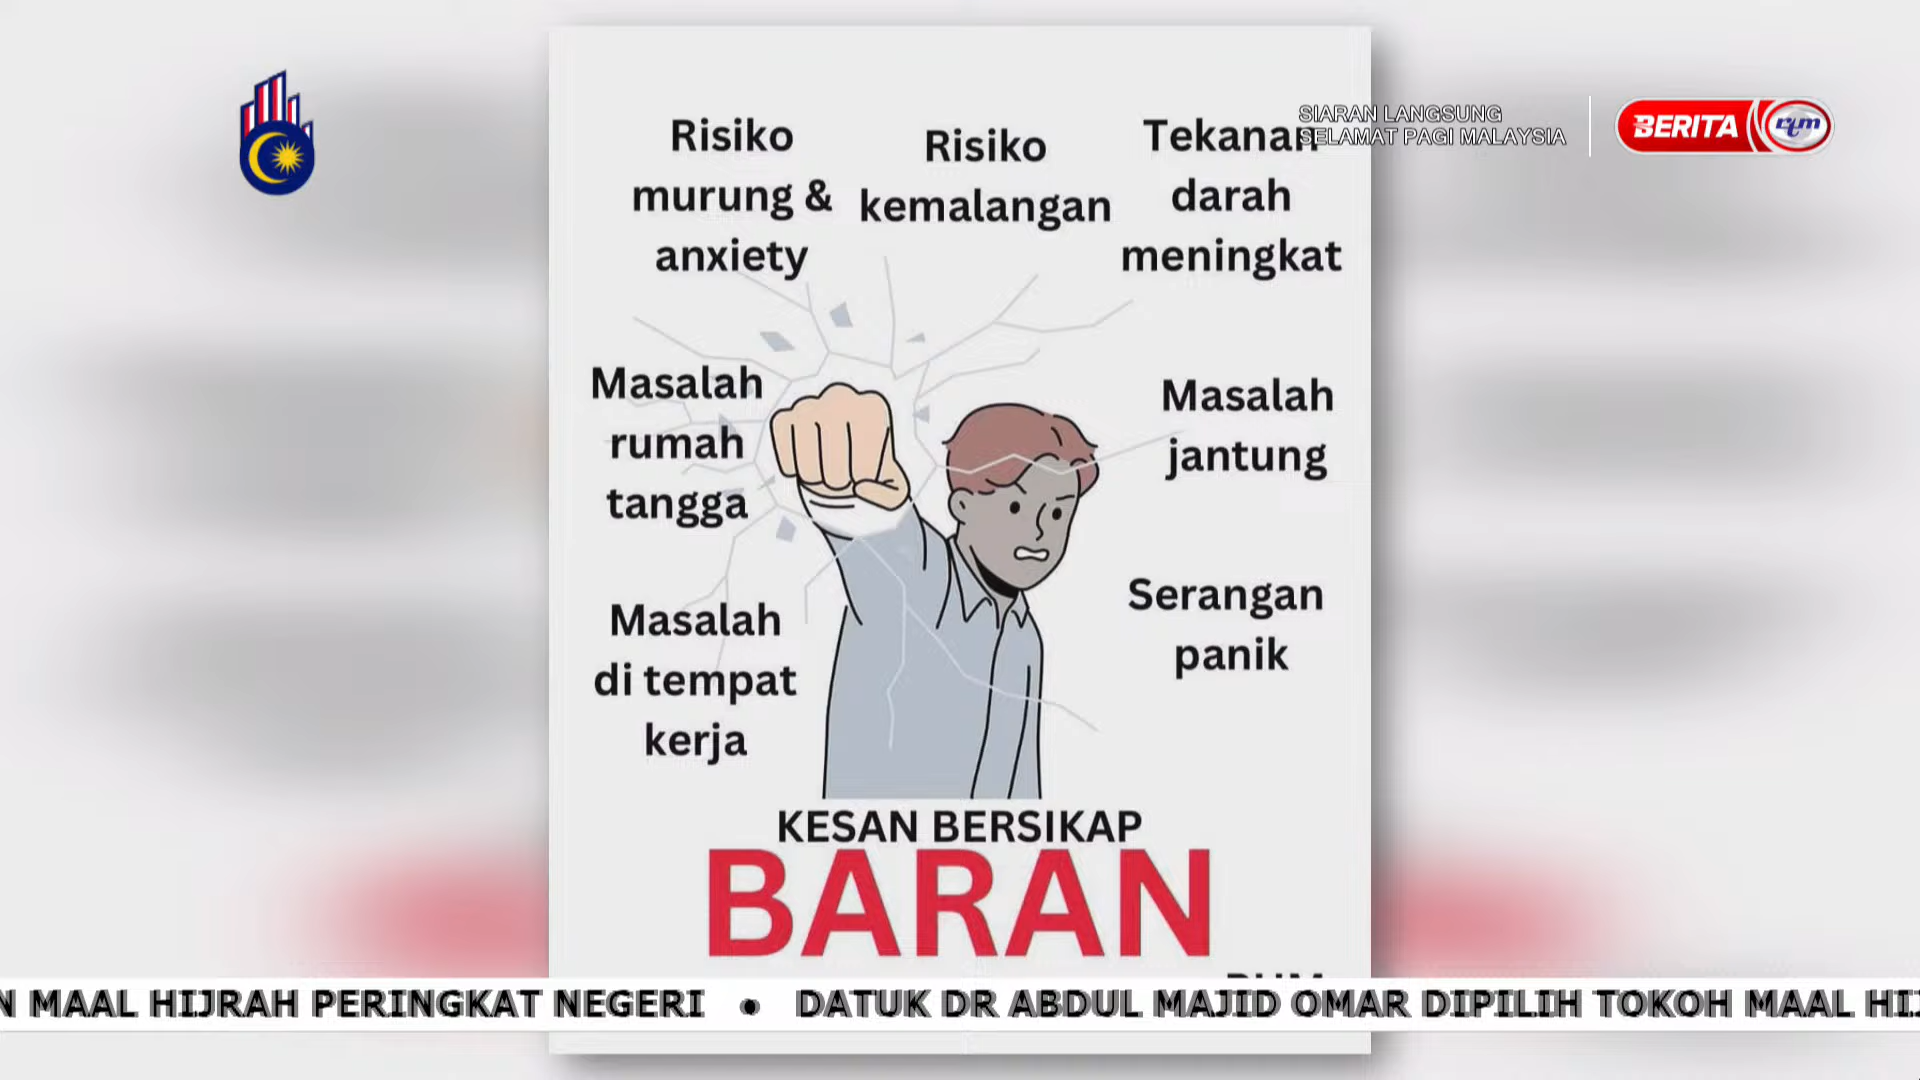 SIARAN LANGSUNG
SELAMAT PAGI MALAYSIA
BERITA rtm
Risiko
murung &
anxiety
Risiko
kemalangan
Tekanan
darah
meningkat
Masalah
rumah
tangga
Masalah
jantung
Masalah
di tempat
kerja
Serangan
panik
KESAN BERSIKAP
BARAN
N MAAL HIJRAH PERINGKAT NEGERI • DATUK DR ABDUL MAJID OMAR DIPILIH TOKOH MAAL HIJ